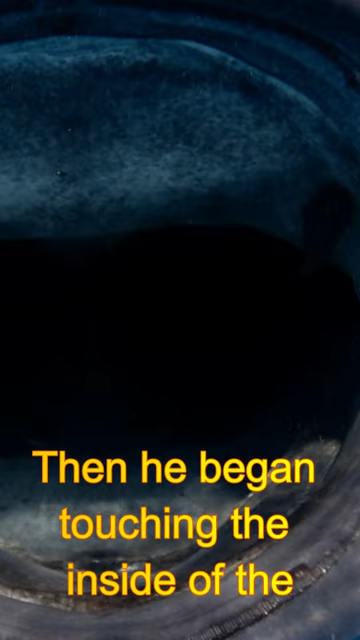 Then he began
touching the
inside of the